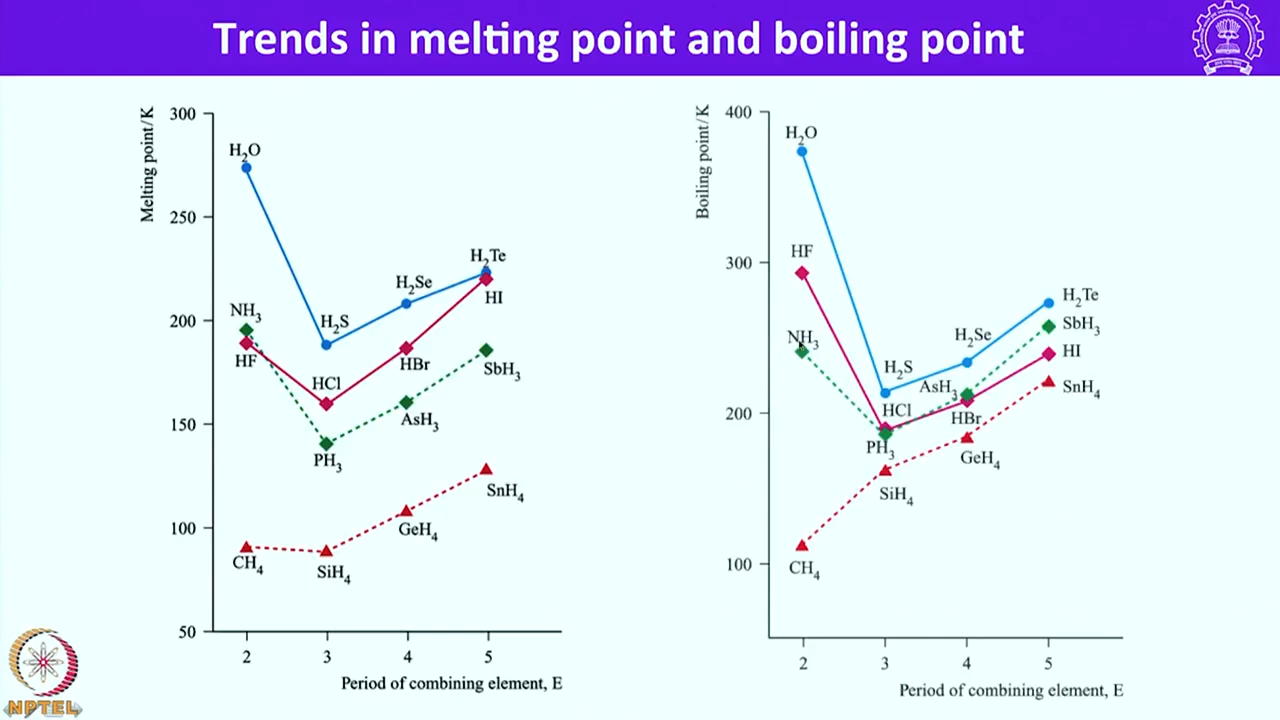 Trends in melting point and boiling point
Melting point/K
300
250
200
150
100
50
H₂O
NH₃
HF
H₂S
HCl
PH₃
H₂Se
HBr
AsH₃
H₂Te
HI
SbH₃
CH₄
SiH₄
GeH₄
SnH₄
2 3 4 5
Period of combining element, E
Boiling point/K
400
300
200
100
H₂O
HF
NH₃
H₂S
HCl
PH₃
SiH₄
H₂Se
AsH₃
HBr
GeH₄
H₂Te
SbH₃
HI
SnH₄
CH₄
2 3 4 5
Period of combining element, E
NPTEL